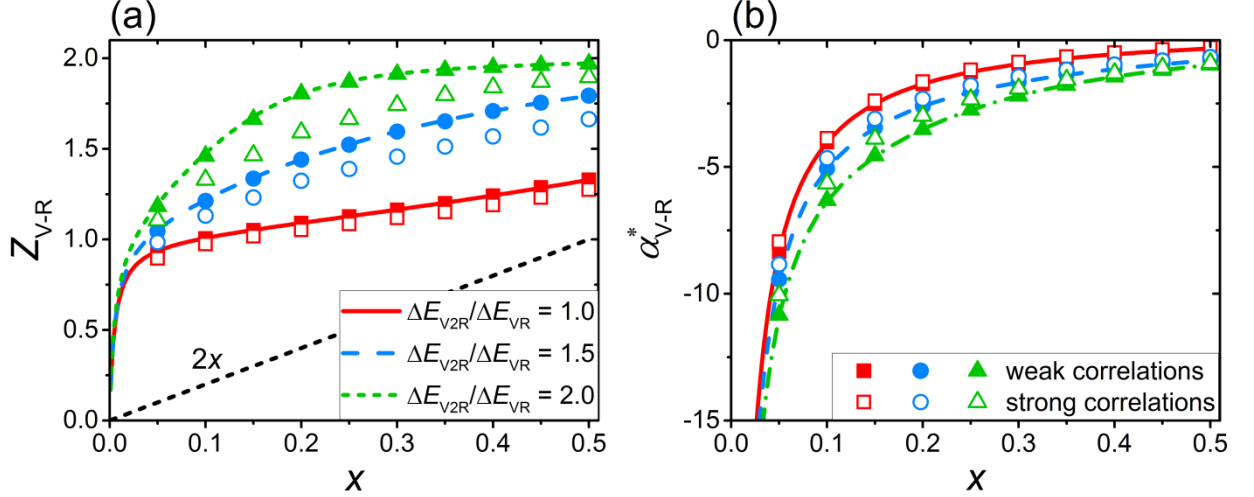 (a)
2.0
1.5
1.0
0.5
0.0
Z_V-R
2x
ΔE_V2R/ΔE_VR = 1.0
ΔE_V2R/ΔE_VR = 1.5
ΔE_V2R/ΔE_VR = 2.0
0.0 0.1 0.2 0.3 0.4 0.5
x
(b)
0
-5
-10
-15
α*_V-R
weak correlations
strong correlations
0.0 0.1 0.2 0.3 0.4 0.5
x